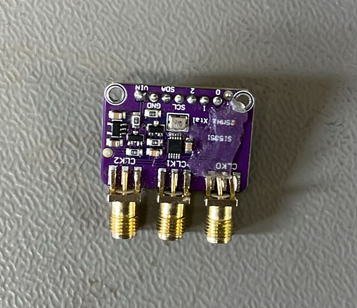 VIN SDA 2 0
GND SCL 1
Xtal
25MHz
Si5351
CLK2 CLK1 CLK0